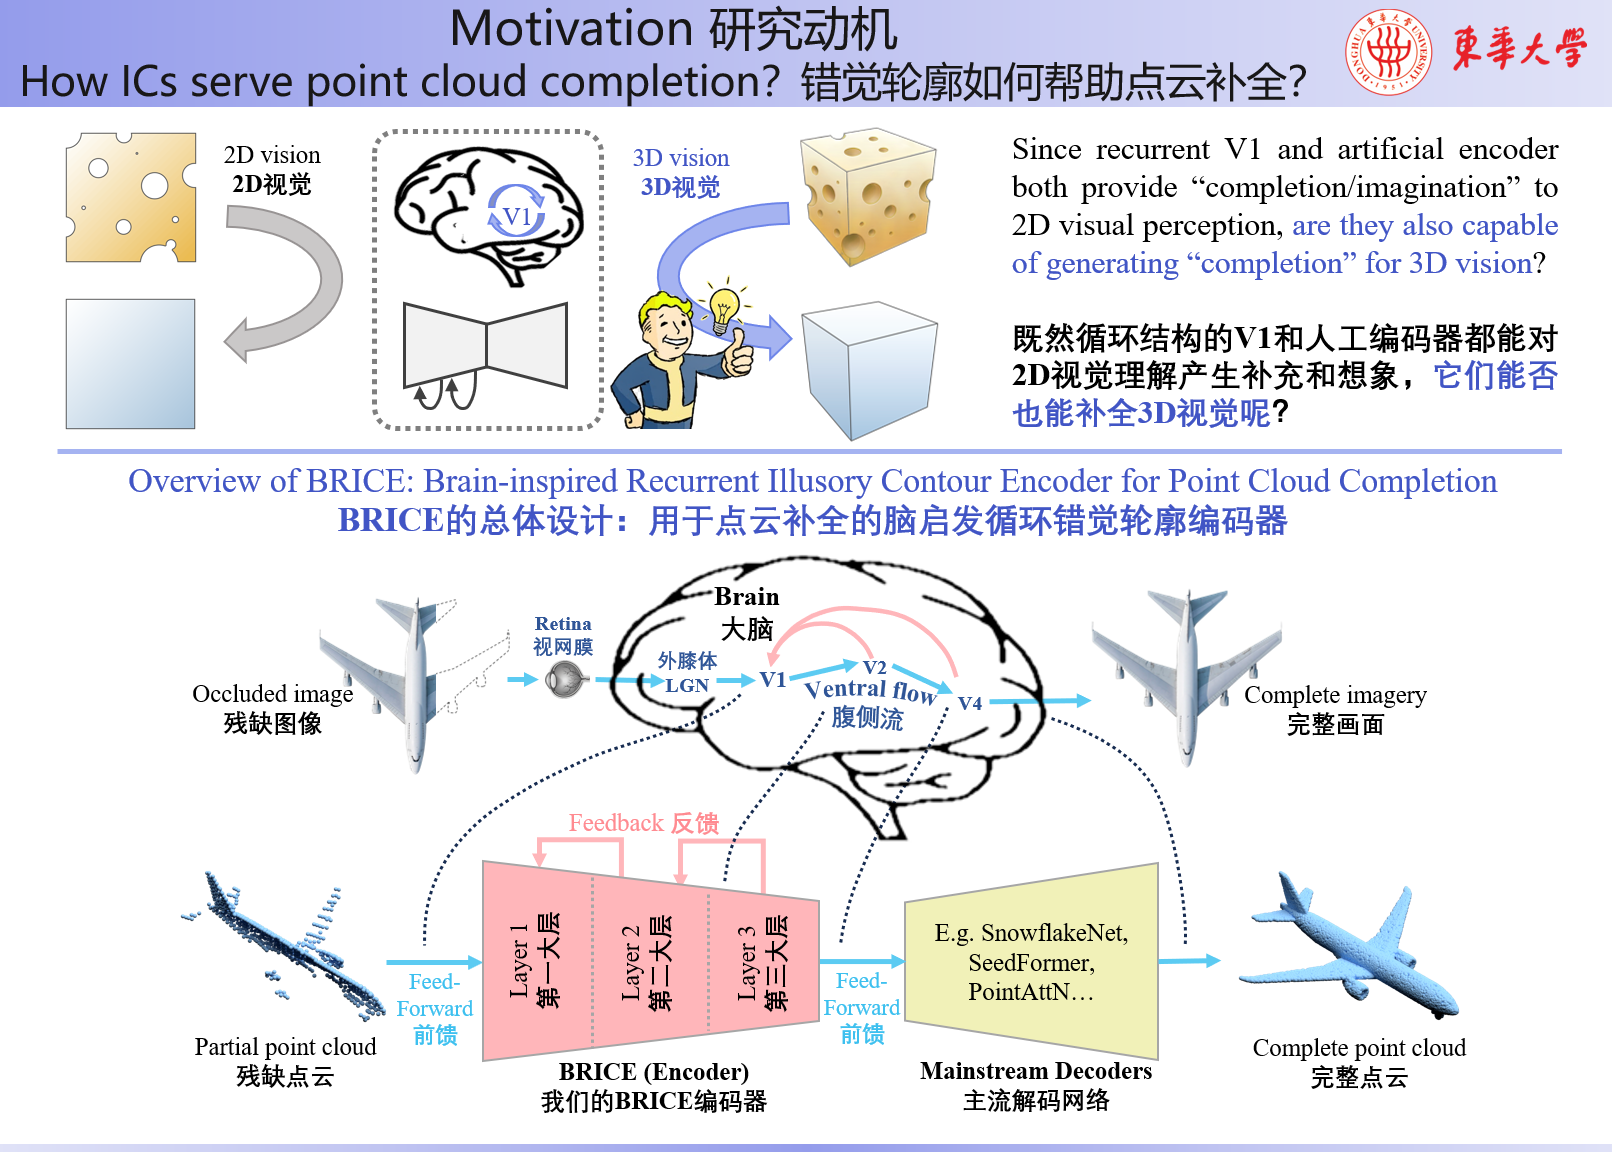 Motivation 研究动机
How ICs serve point cloud completion? 错觉轮廓如何帮助点云补全?
DONGHUA UNIVERSITY
東華大學
1951
東華大學
2D vision
2D视觉
V1
3D vision
3D视觉
Since recurrent V1 and artificial encoder
both provide “completion/imagination” to
2D visual perception, are they also capable
of generating “completion” for 3D vision?
既然循环结构的V1和人工编码器都能对
2D视觉理解产生补充和想象，它们能否
也能补全3D视觉呢?
Overview of BRICE: Brain-inspired Recurrent Illusory Contour Encoder for Point Cloud Completion
BRICE的总体设计：用于点云补全的脑启发循环错觉轮廓编码器
Occluded image
残缺图像
Retina
视网膜
Brain
大脑
外膝体
LGN
V1
V2
V4
Ventral flow
腹侧流
Complete imagery
完整画面
Feedback 反馈
Partial point cloud
残缺点云
Feed-
Forward
前馈
Layer 1
第一大层
Layer 2
第二大层
Layer 3
第三大层
BRICE (Encoder)
我们的BRICE编码器
Feed-
Forward
前馈
E.g. SnowflakeNet,
SeedFormer,
PointAttN…
Mainstream Decoders
主流解码网络
Complete point cloud
完整点云